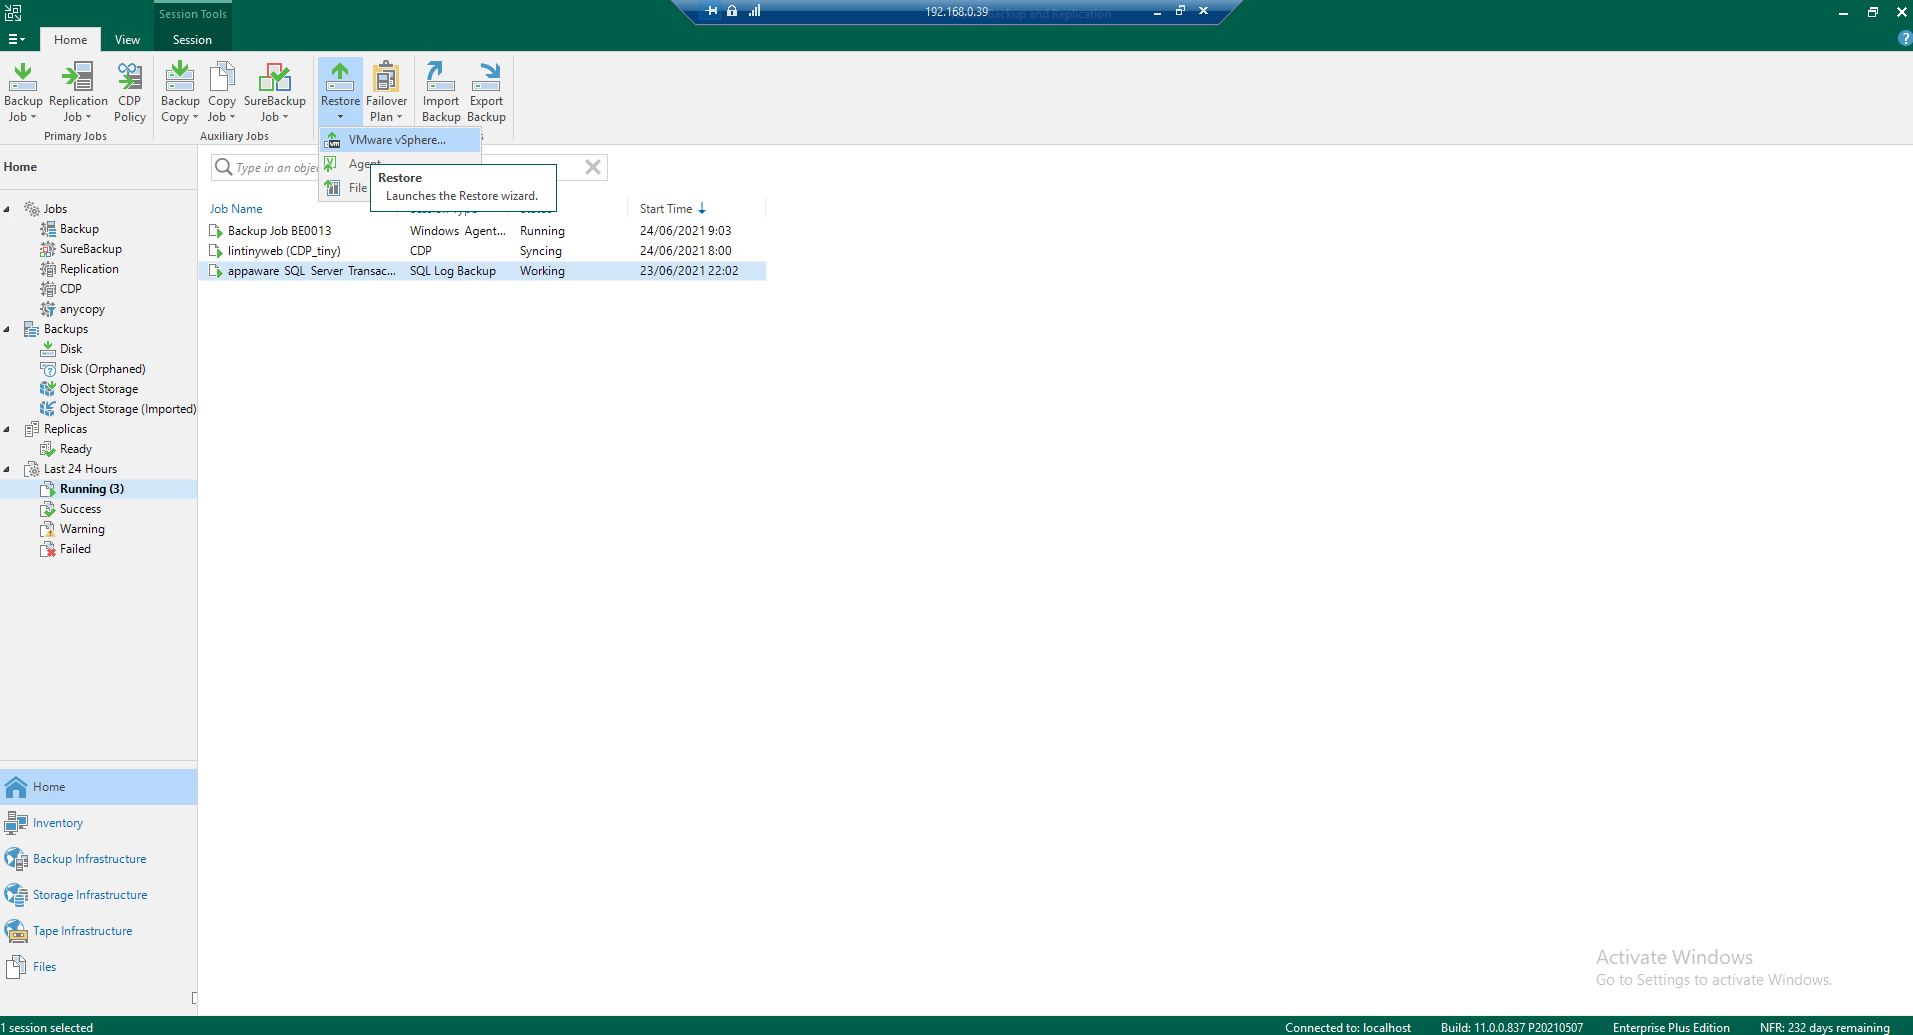 Session Tools
192.168.0.39
Backup and Replication
Home
View
Session
Backup Job
Replication Job
CDP Policy
Primary Jobs
Backup Copy
Copy Job
SureBackup Job
Auxiliary Jobs
Restore
Failover Plan
Import Backup
Export Backup
VMware vSphere...
Agent
File
Restore
Launches the Restore wizard.
Home
Type in an objec
Job Name
Session Type
Status
Start Time
Backup Job BE0013
Windows Agent...
Running
24/06/2021 9:03
lintinyweb (CDP_tiny)
CDP
Syncing
24/06/2021 8:00
appaware SQL Server Transac...
SQL Log Backup
Working
23/06/2021 22:02
Jobs
Backup
SureBackup
Replication
CDP
anycopy
Backups
Disk
Disk (Orphaned)
Object Storage
Object Storage (Imported)
Replicas
Ready
Last 24 Hours
Running (3)
Success
Warning
Failed
Home
Inventory
Backup Infrastructure
Storage Infrastructure
Tape Infrastructure
Files
Activate Windows
Go to Settings to activate Windows.
1 session selected
Connected to: localhost
Build: 11.0.0.837 P20210507
Enterprise Plus Edition
NFR: 232 days remaining